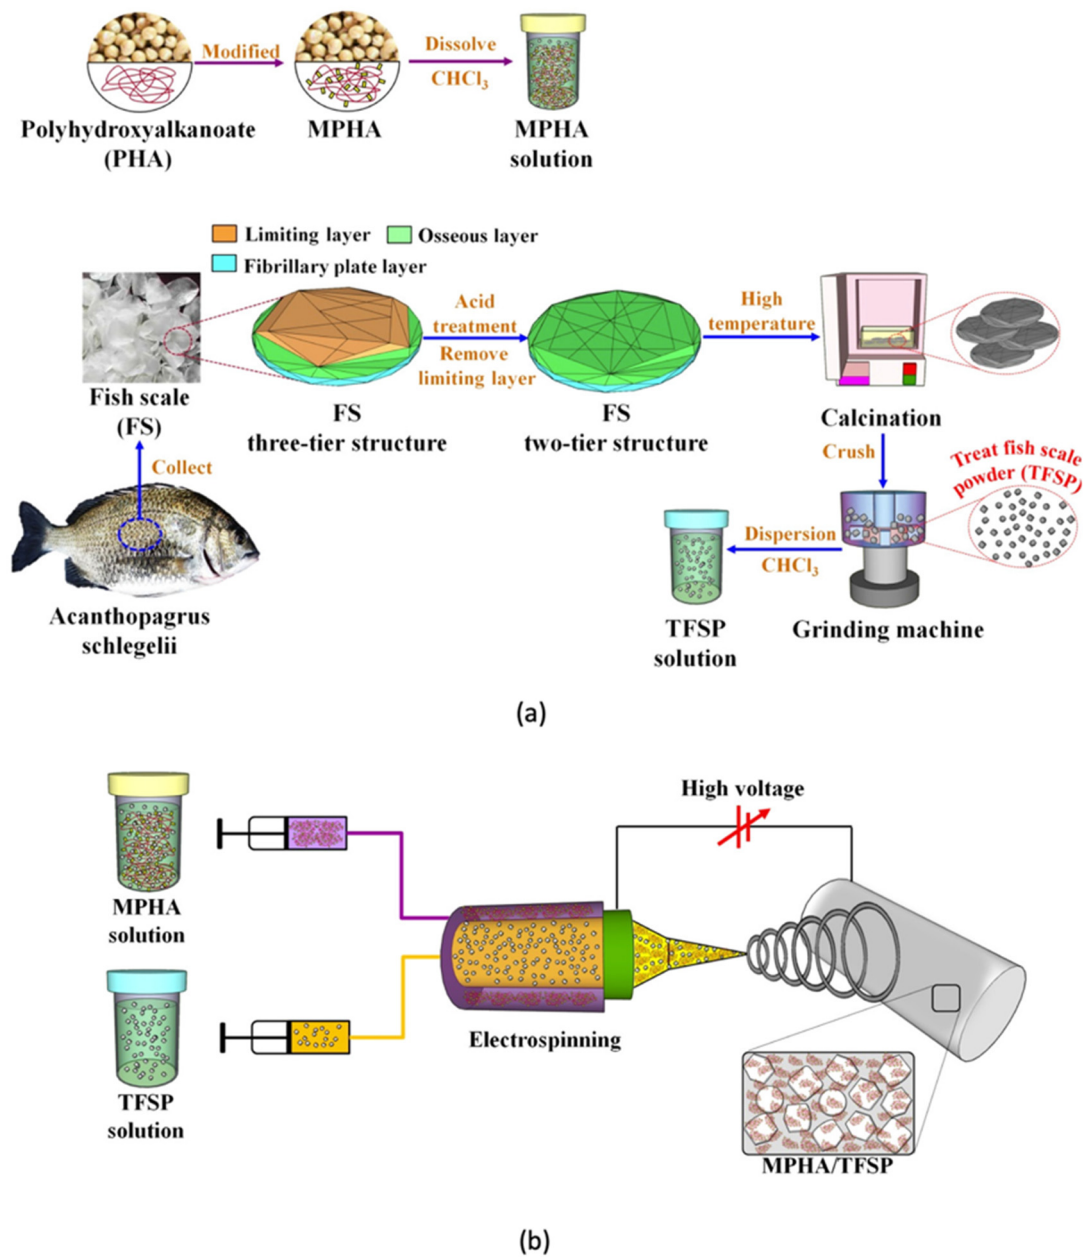 Modified
Dissolve
CHCl3
Polyhydroxyalkanoate
(PHA)
MPHA
MPHA
solution
Limiting layer
Osseous layer
Fibrillary plate layer
Fish scale
(FS)
Collect
Acanthopagrus
schlegelii
FS
three-tier structure
Acid
treatment
Remove
limiting layer
FS
two-tier structure
High
temperature
Calcination
Crush
Treat fish scale
powder (TFSP)
Grinding machine
Dispersion
CHCl3
TFSP
solution
(a)
MPHA
solution
TFSP
solution
High voltage
Electrospinning
MPHA/TFSP
(b)